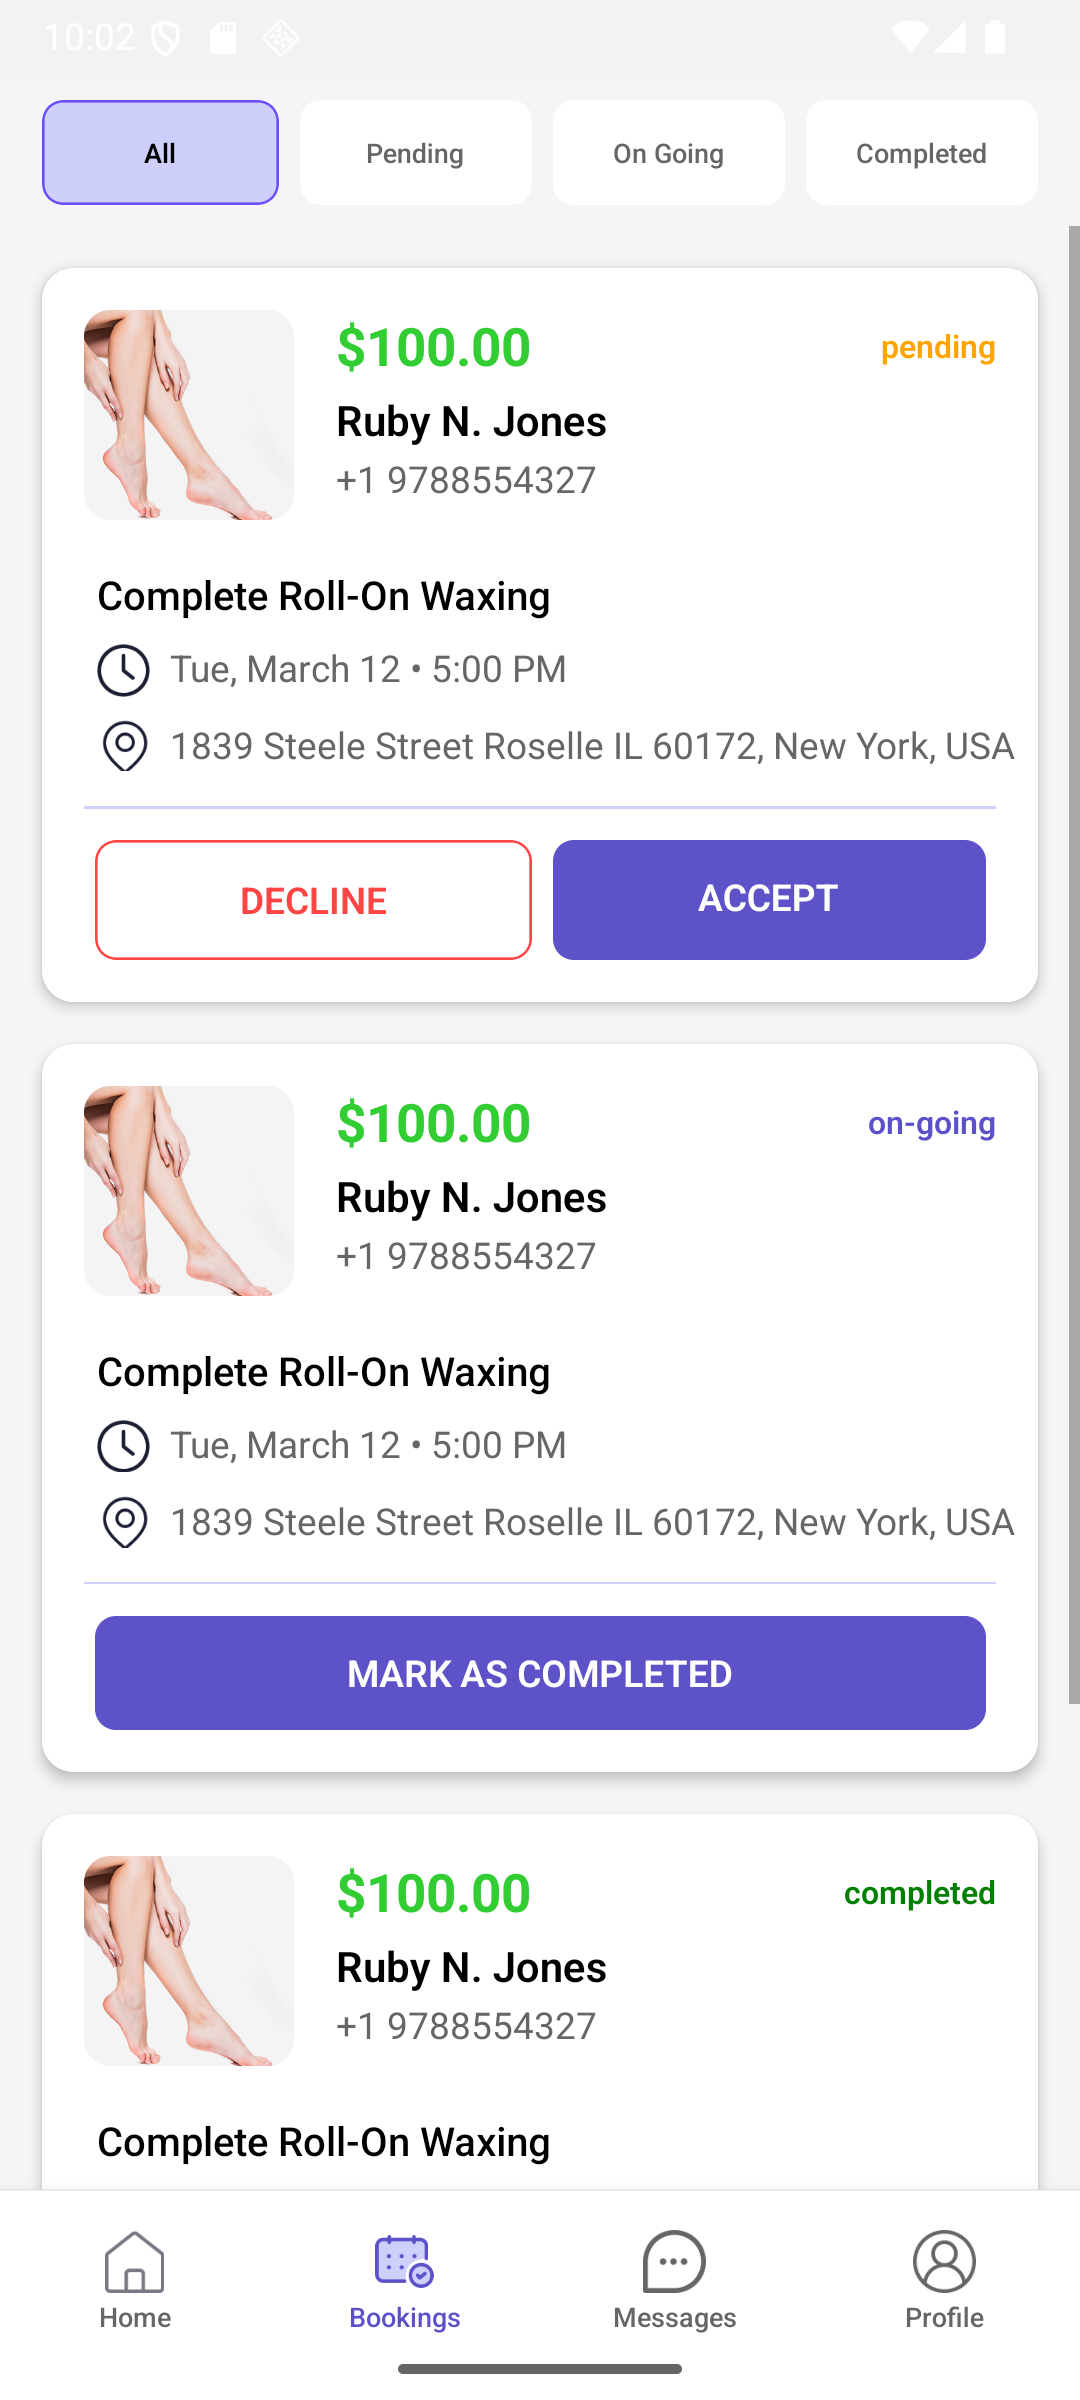 10:02
All
Pending
On Going
Completed
$100.00
pending
Ruby N. Jones
+1 9788554327
Complete Roll-On Waxing
Tue, March 12 • 5:00 PM
1839 Steele Street Roselle IL 60172, New York, USA
DECLINE
ACCEPT
$100.00
on-going
Ruby N. Jones
+1 9788554327
Complete Roll-On Waxing
Tue, March 12 • 5:00 PM
1839 Steele Street Roselle IL 60172, New York, USA
MARK AS COMPLETED
$100.00
completed
Ruby N. Jones
+1 9788554327
Complete Roll-On Waxing
Home
Bookings
Messages
Profile